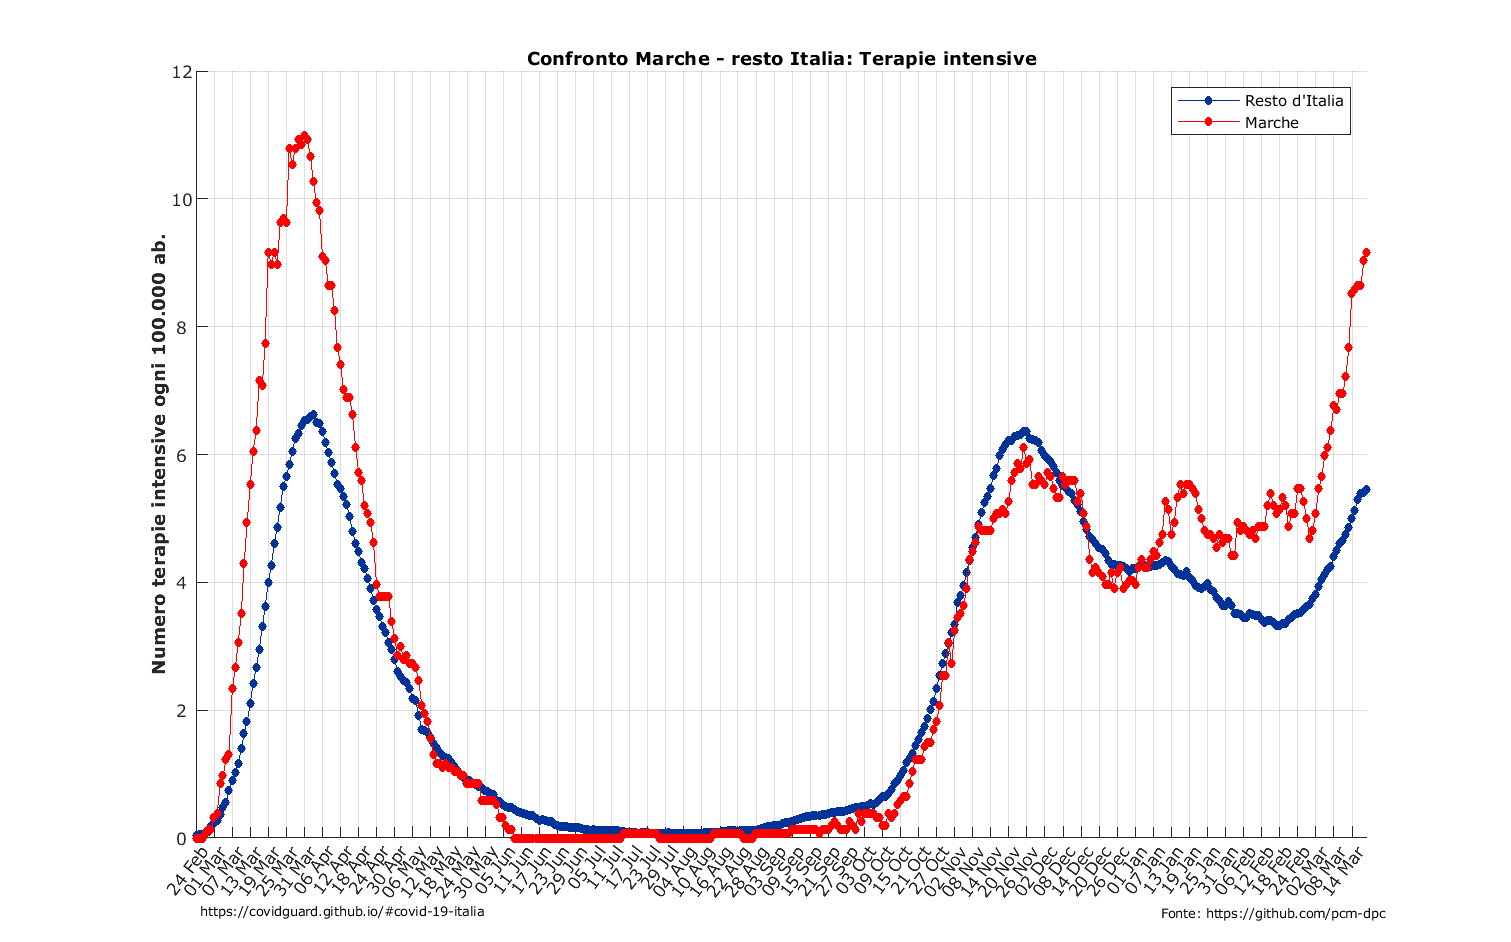 Confronto Marche - resto Italia: Terapie intensive
Resto d'Italia
Marche
Numero terapie intensive ogni 100.000 ab.
12
10
8
6
4
2
0
24 Feb
01 Mar
07 Mar
13 Mar
19 Mar
25 Mar
31 Mar
06 Apr
12 Apr
18 Apr
24 Apr
30 Apr
06 May
12 May
18 May
24 May
30 May
05 Jun
11 Jun
17 Jun
23 Jun
29 Jun
05 Jul
11 Jul
17 Jul
23 Jul
29 Jul
04 Aug
10 Aug
16 Aug
22 Aug
28 Aug
03 Sep
09 Sep
15 Sep
21 Sep
27 Sep
03 Oct
09 Oct
15 Oct
21 Oct
27 Oct
02 Nov
08 Nov
14 Nov
20 Nov
26 Nov
02 Dec
08 Dec
14 Dec
20 Dec
26 Dec
01 Jan
07 Jan
13 Jan
19 Jan
25 Jan
31 Jan
06 Feb
12 Feb
18 Feb
24 Feb
02 Mar
08 Mar
14 Mar
https://covidguard.github.io/#covid-19-italia
Fonte: https://github.com/pcm-dpc